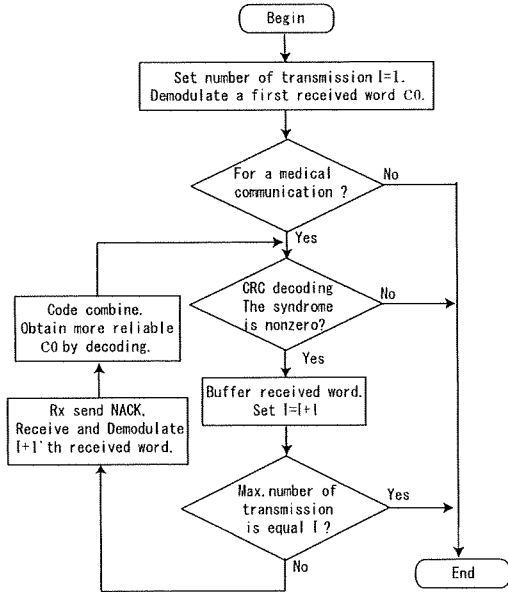 Begin
Set number of transmission I=1.
Demodulate a first received word C0.
For a medical
communication ?
No
Yes
CRC decoding
The syndrome
is nonzero?
No
Yes
Code combine.
Obtain more reliable
C0 by decoding.
Buffer received word.
Set I=I+1
Rx send NACK,
Receive and Demodulate
I+1'th received word.
Max. number of
transmission
is equal I ?
Yes
No
End